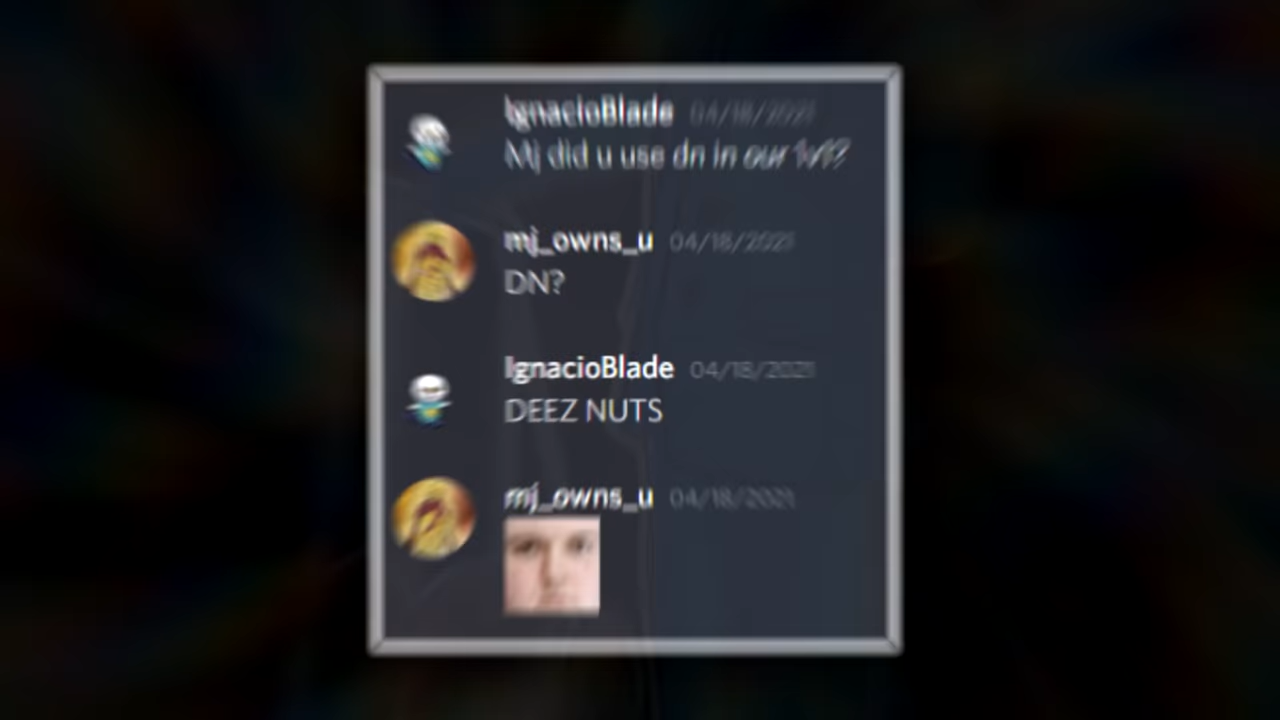 IgnacioBlade 04/18/2021
Mj did u use dn in our 1v1?
mj_owns_u 04/18/2021
DN?
IgnacioBlade 04/18/2021
DEEZ NUTS
mj_owns_u 04/18/2021